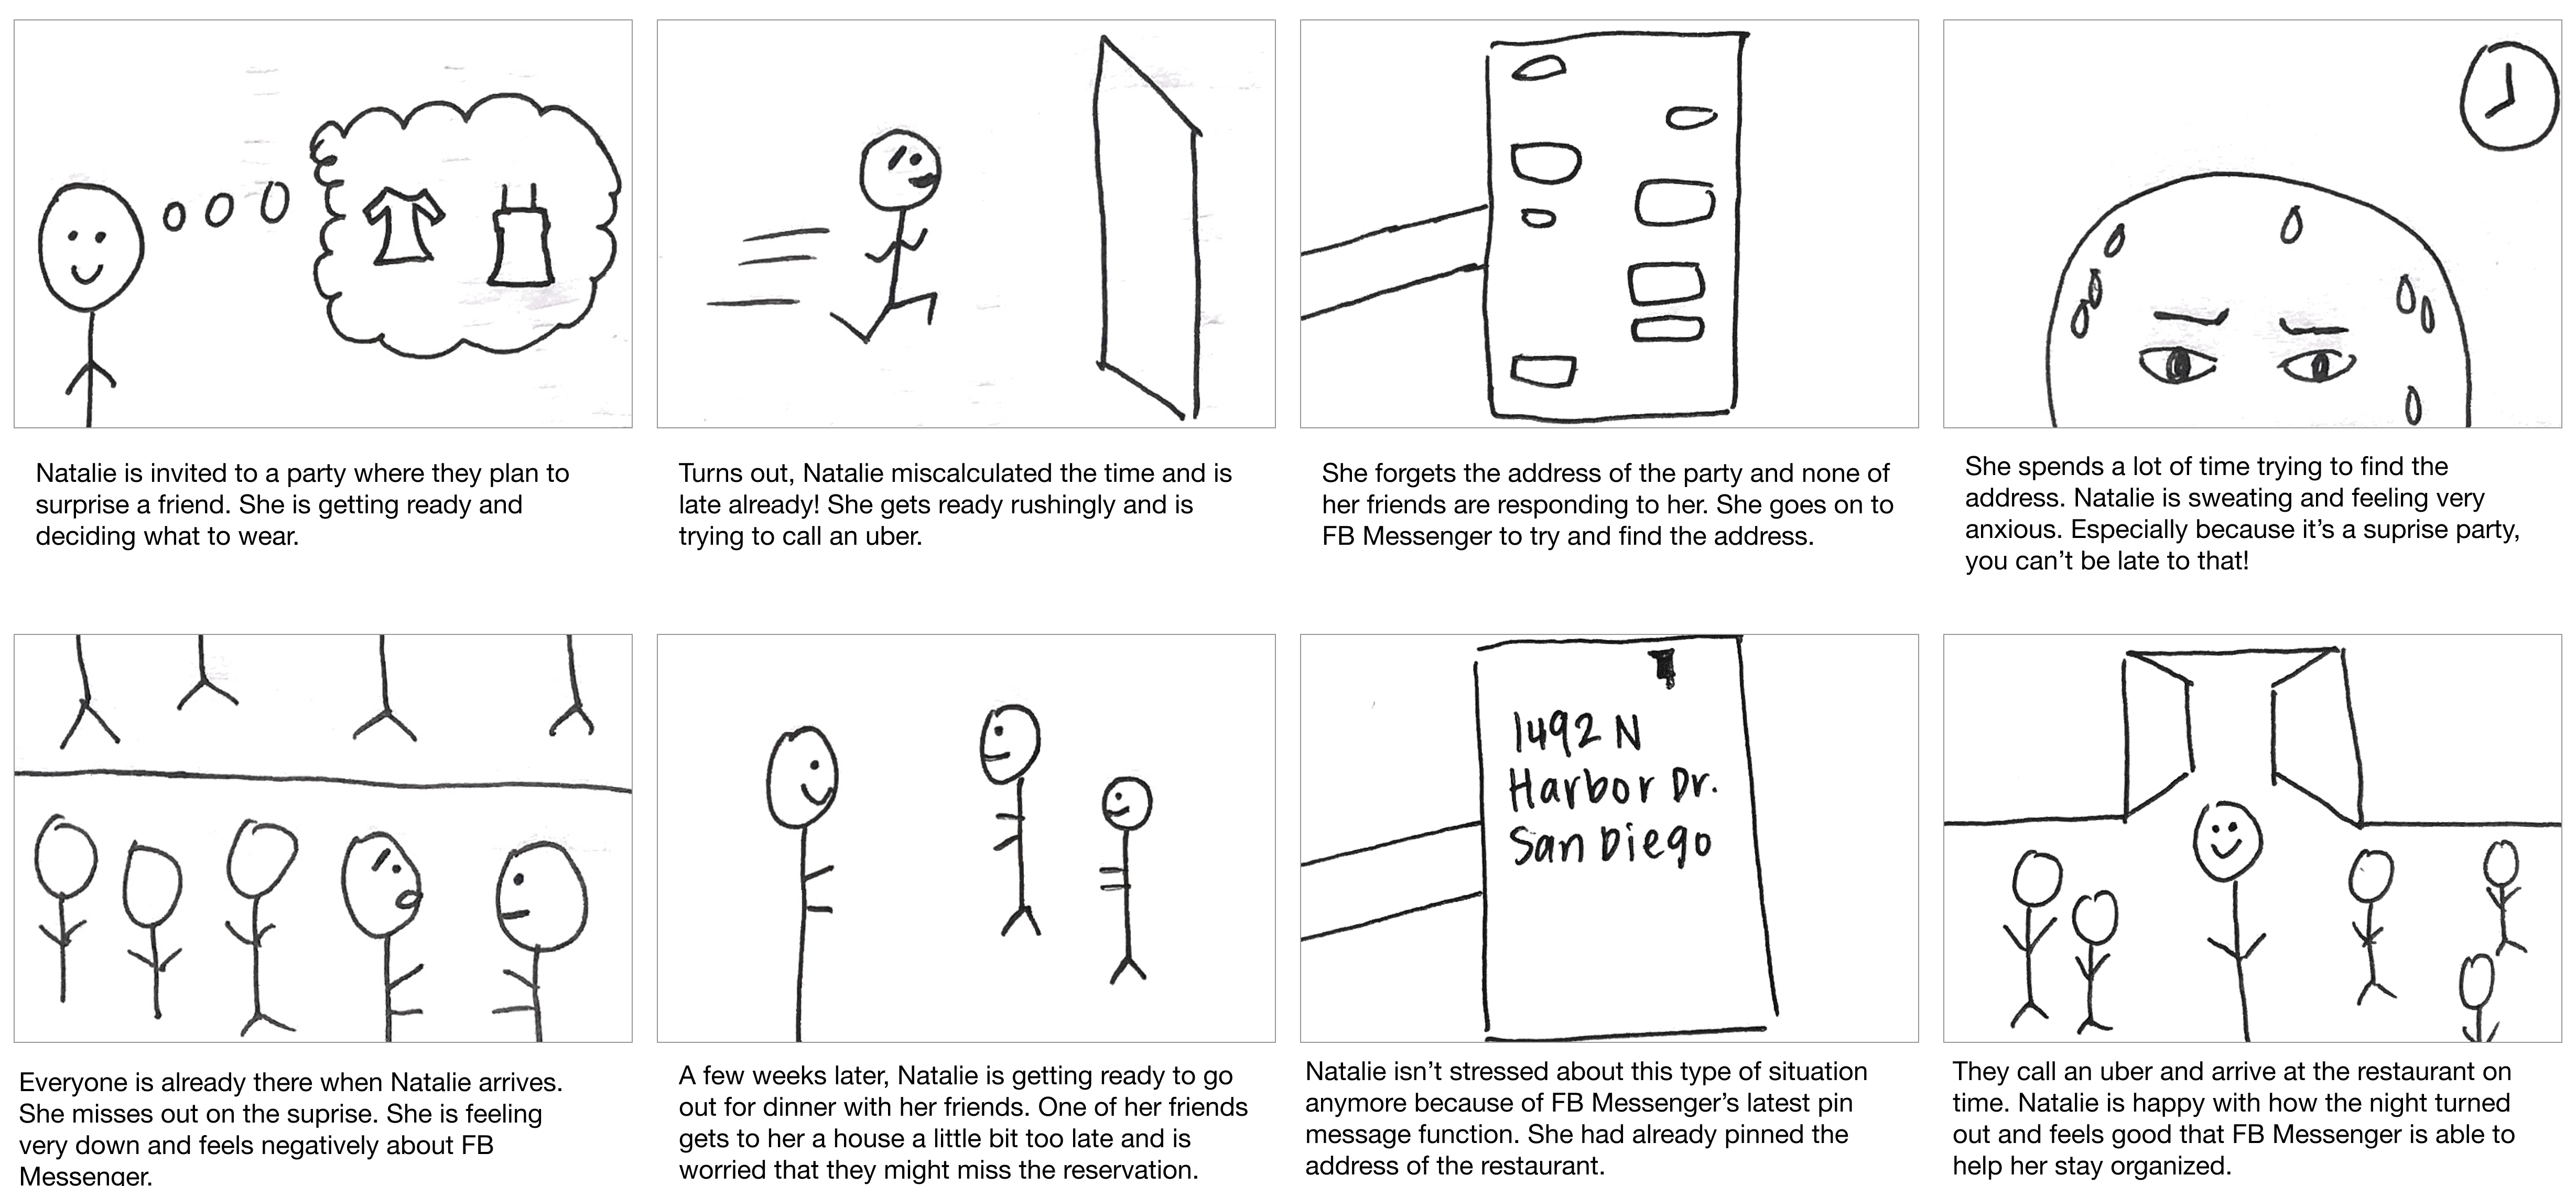 Natalie is invited to a party where they plan to
surprise a friend. She is getting ready and
deciding what to wear.
Turns out, Natalie miscalculated the time and is
late already! She gets ready rushingly and is
trying to call an uber.
She forgets the address of the party and none of
her friends are responding to her. She goes on to
FB Messenger to try and find the address.
She spends a lot of time trying to find the
address. Natalie is sweating and feeling very
anxious. Especially because it’s a suprise party,
you can’t be late to that!
Everyone is already there when Natalie arrives.
She misses out on the suprise. She is feeling
very down and feels negatively about FB
Messenger.
A few weeks later, Natalie is getting ready to go
out for dinner with her friends. One of her friends
gets to her a house a little bit too late and is
worried that they might miss the reservation.
1492 N
Harbor Dr.
San Diego
Natalie isn’t stressed about this type of situation
anymore because of FB Messenger’s latest pin
message function. She had already pinned the
address of the restaurant.
They call an uber and arrive at the restaurant on
time. Natalie is happy with how the night turned
out and feels good that FB Messenger is able to
help her stay organized.